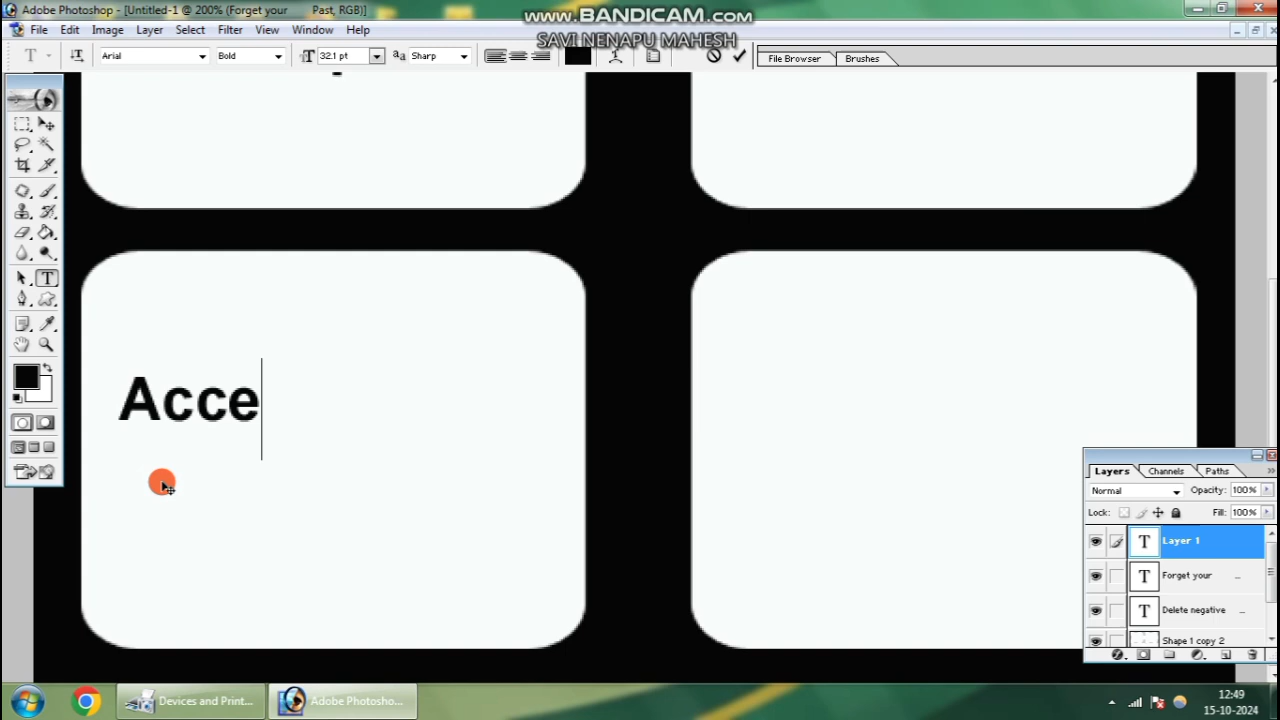 Adobe Photoshop - [Untitled-1 @ 200% (Forget your Past, RGB)]
www.BANDICAM.com
SAVI NENAPU MAHESH
File Edit Image Layer Select Filter View Window Help
T T Arial Bold T 32.1 pt aa Sharp File Browser Brushes
Acce
Layers Channels Paths
Normal Opacity: 100%
Lock: Fill: 100%
T Layer 1
T Forget your ...
T Delete negative ...
Shape 1 copy 2
Devices and Print... Adobe Photosho... 12:49
15-10-2024